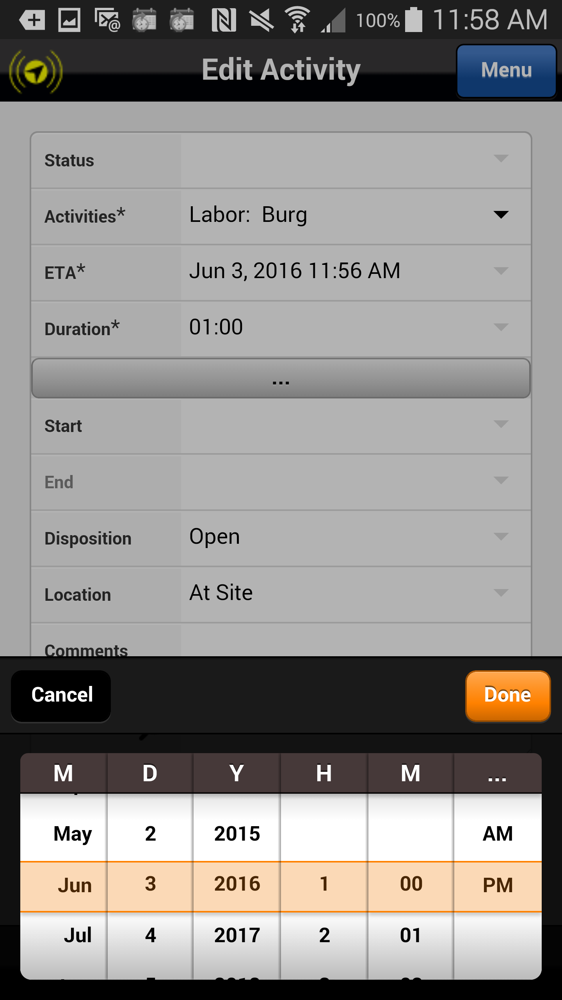 100% 11:58 AM
Edit Activity
Menu
Status
Activities* Labor:  Burg
ETA* Jun 3, 2016 11:56 AM
Duration* 01:00
...
Start
End
Disposition Open
Location At Site
Comments
Cancel Done
M D Y H M ...
May 2 2015 AM
Jun 3 2016 1 00 PM
Jul 4 2017 2 01